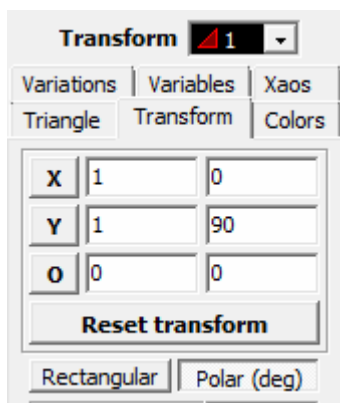 Transform 1
Variations Variables Xaos
Triangle Transform Colors
X 1 0
Y 1 90
O 0 0
Reset transform
Rectangular Polar (deg)